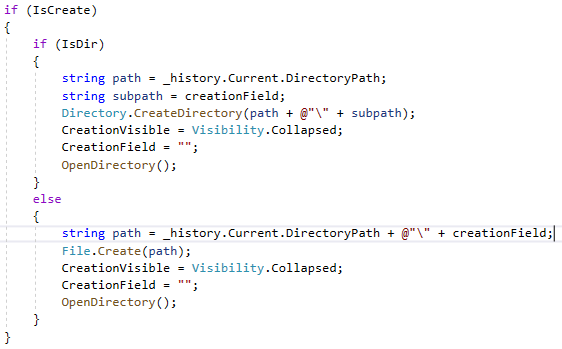 if (IsCreate)
{
    if (IsDir)
    {
        string path = _history.Current.DirectoryPath;
        string subpath = creationField;
        Directory.CreateDirectory(path + @"\" + subpath);
        CreationVisible = Visibility.Collapsed;
        CreationField = "";
        OpenDirectory();
    }
    else
    {
        string path = _history.Current.DirectoryPath + @"\" + creationField;
        File.Create(path);
        CreationVisible = Visibility.Collapsed;
        CreationField = "";
        OpenDirectory();
    }
}